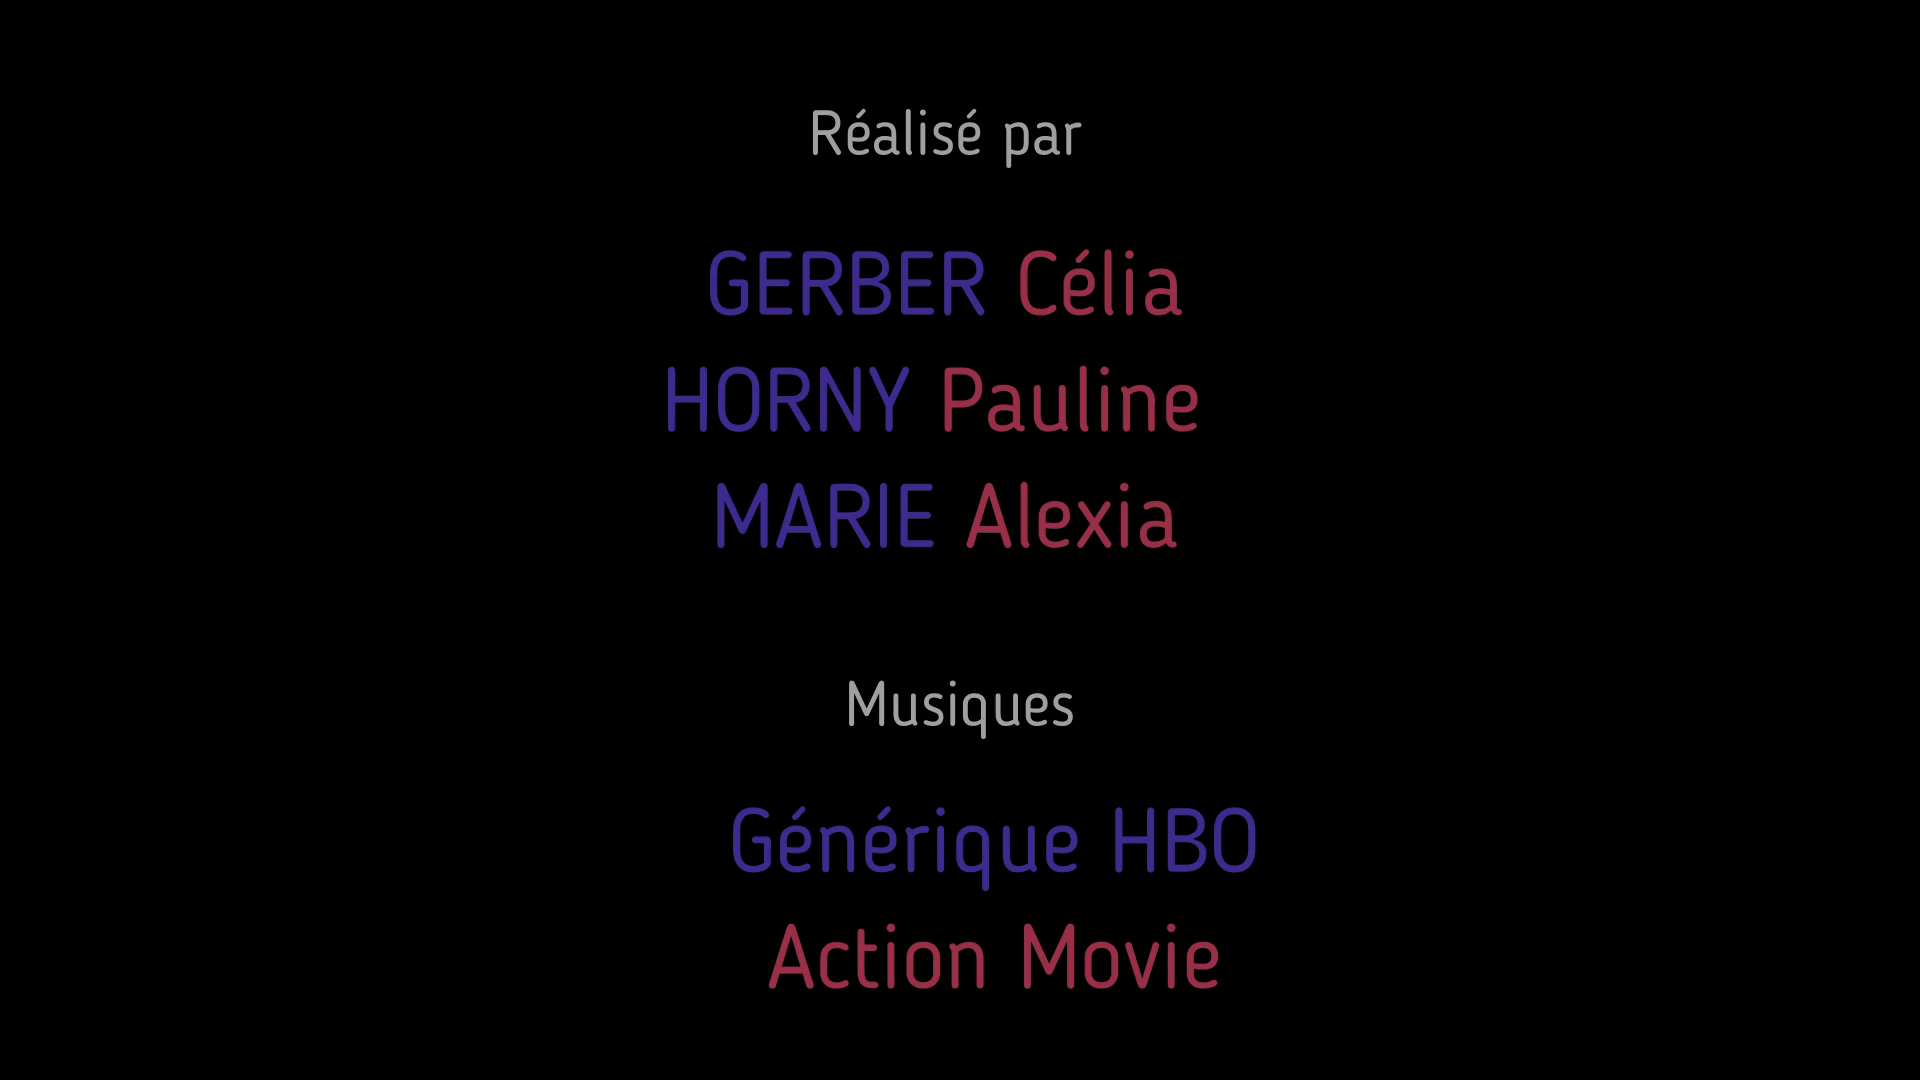 Réalisé par
GERBER Célia
HORNY Pauline
MARIE Alexia
Musiques
Générique HBO
Action Movie